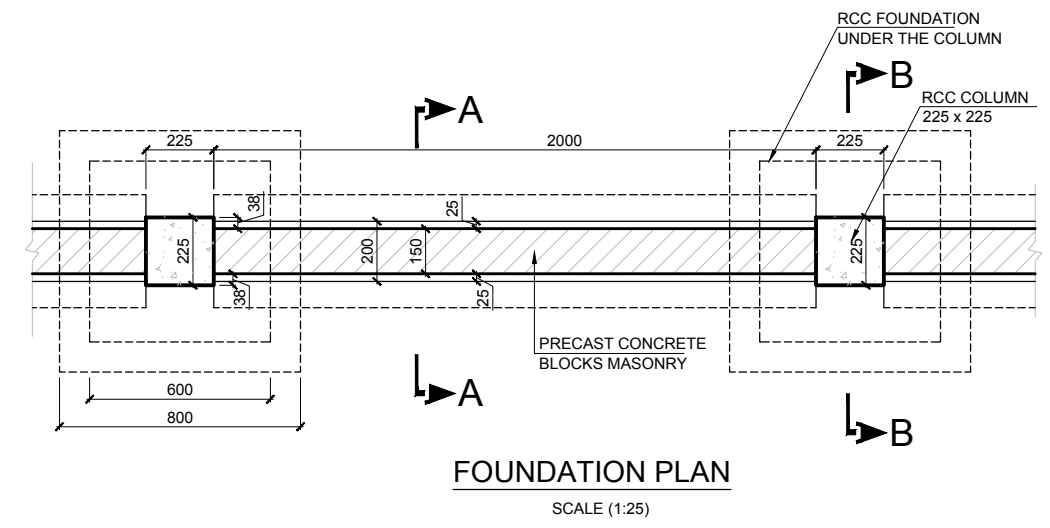 RCC FOUNDATION
UNDER THE COLUMN
B
RCC COLUMN
225 x 225
A
225
2000
225
38
25
225
200
150
225
38
25
PRECAST CONCRETE
BLOCKS MASONRY
600
A
800
B
FOUNDATION PLAN
SCALE (1:25)